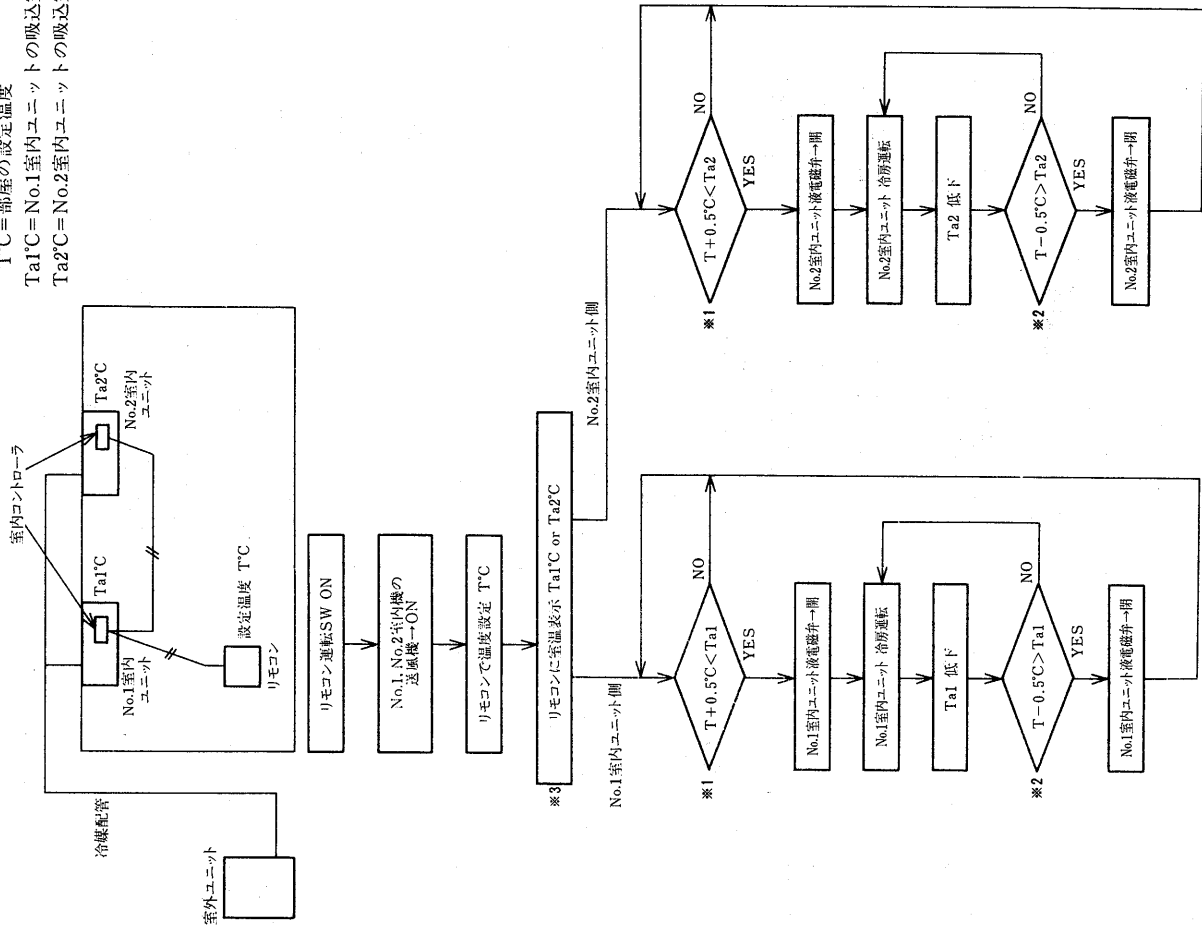 T℃=部屋の設定温度
Ta1℃=No.1室内ユニットの吸込
Ta2℃=No.2室内ユニットの吸込
室内コントローラ
Ta1℃
Ta2℃
No.1室内
ユニット
No.2室内
ユニット
設定温度 T℃
リモコン
冷媒配管
室外ユニット
リモコン運転SW ON
No.1, No.2室内機の
送風機→ON
リモコンで温度設定 T℃
※3
リモコンに室温表示 Ta1℃ or Ta2℃
No.1室内ユニット側
No.2室内ユニット側
※1
T+0.5℃<Ta1
NO
YES
No.1室内ユニット液電磁弁→開
No.1室内ユニット 冷房運転
Ta1 低下
※2
T-0.5℃>Ta1
NO
YES
No.1室内ユニット液電磁弁→閉
※1
T+0.5℃<Ta2
NO
YES
No.2室内ユニット液電磁弁→開
No.2室内ユニット 冷房運転
Ta2 低下
※2
T-0.5℃>Ta2
NO
YES
No.2室内ユニット液電磁弁→閉